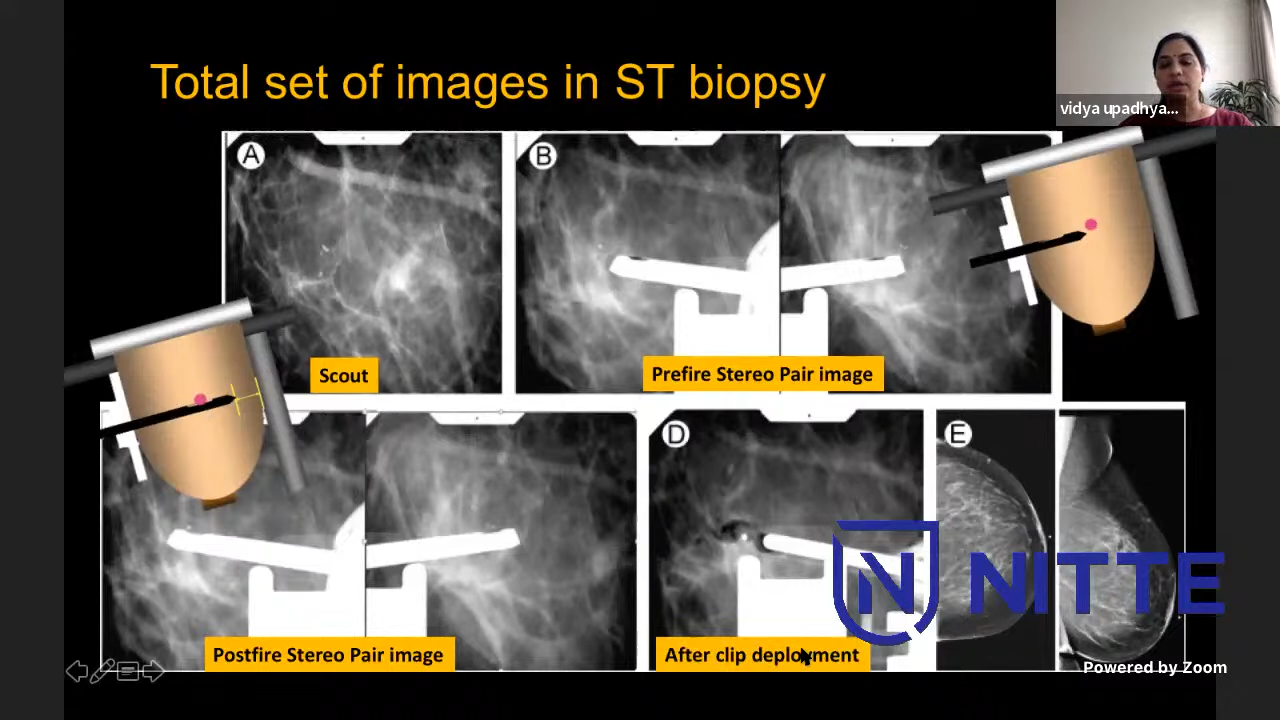 Total set of images in ST biopsy
vidya upadhya...
A
B
Scout
Prefire Stereo Pair image
D
E
Postfire Stereo Pair image
After clip deployment
N NITTE
Powered by Zoom